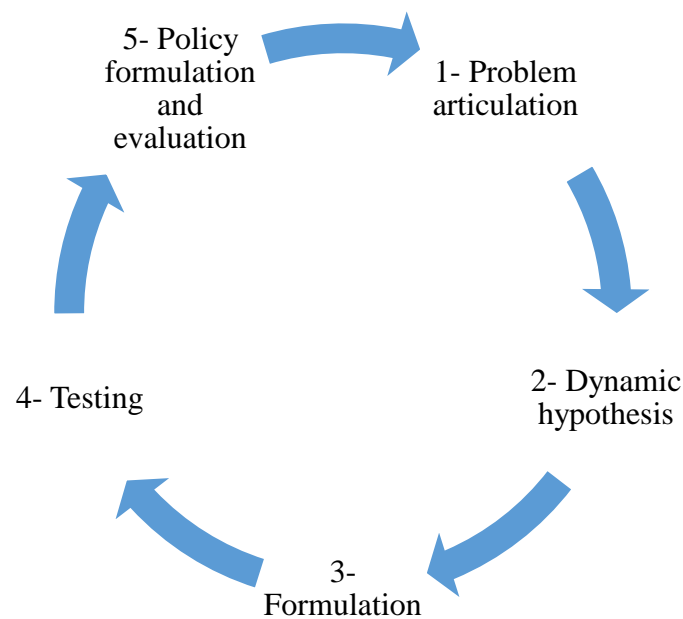 1- Problem
articulation
2- Dynamic
hypothesis
3-
Formulation
4- Testing
5- Policy
formulation
and
evaluation